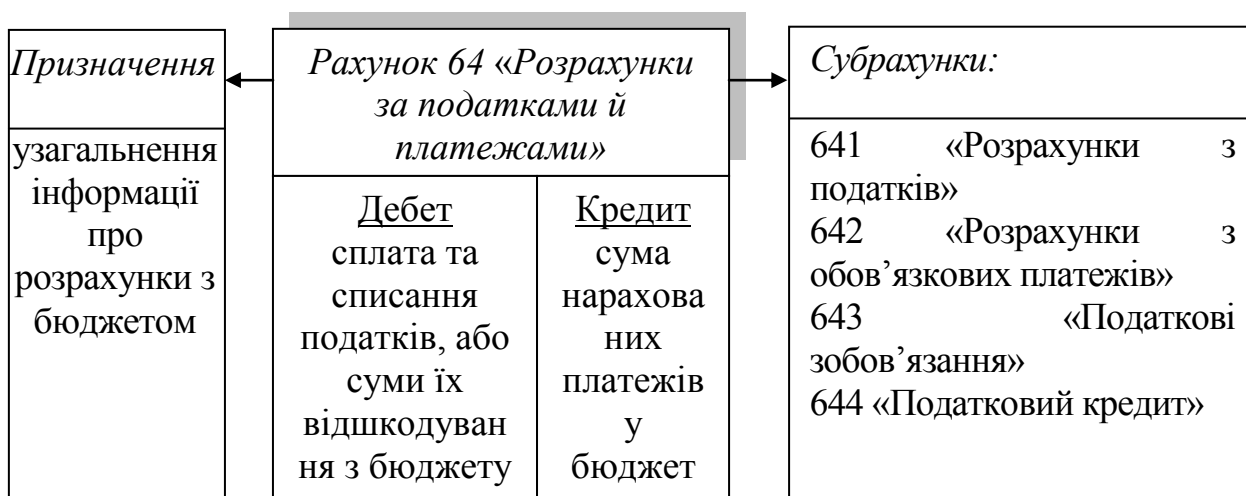 Призначення
узагальнення
інформації
про
розрахунки з
бюджетом
Рахунок 64 «Розрахунки
за податками й
платежами»
Дебет
сплата та
списання
податків, або
суми їх
відшкодуван
ня з бюджету
Кредит
сума
нарахова
них
платежів
у
бюджет
Субрахунки:
641 «Розрахунки з
податків»
642 «Розрахунки з
обов’язкових платежів»
643 «Податкові
зобов’язання»
644 «Податковий кредит»